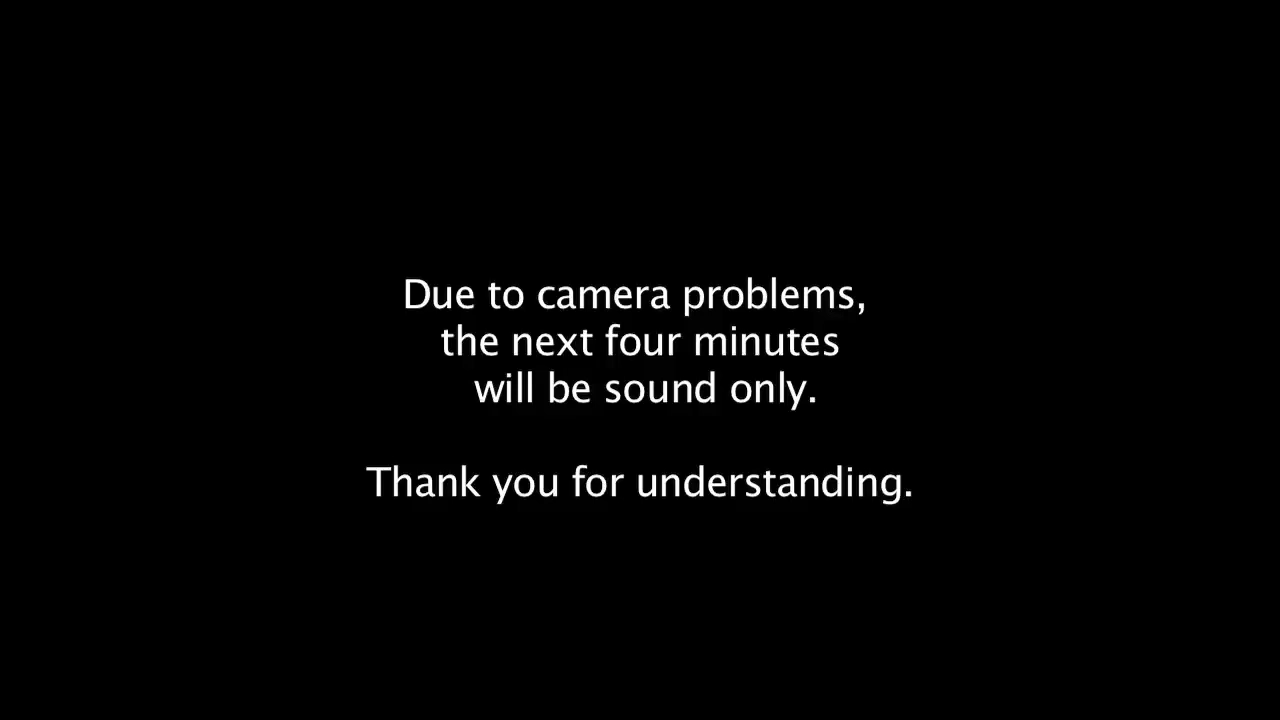 Due to camera problems,
the next four minutes
will be sound only.
Thank you for understanding.